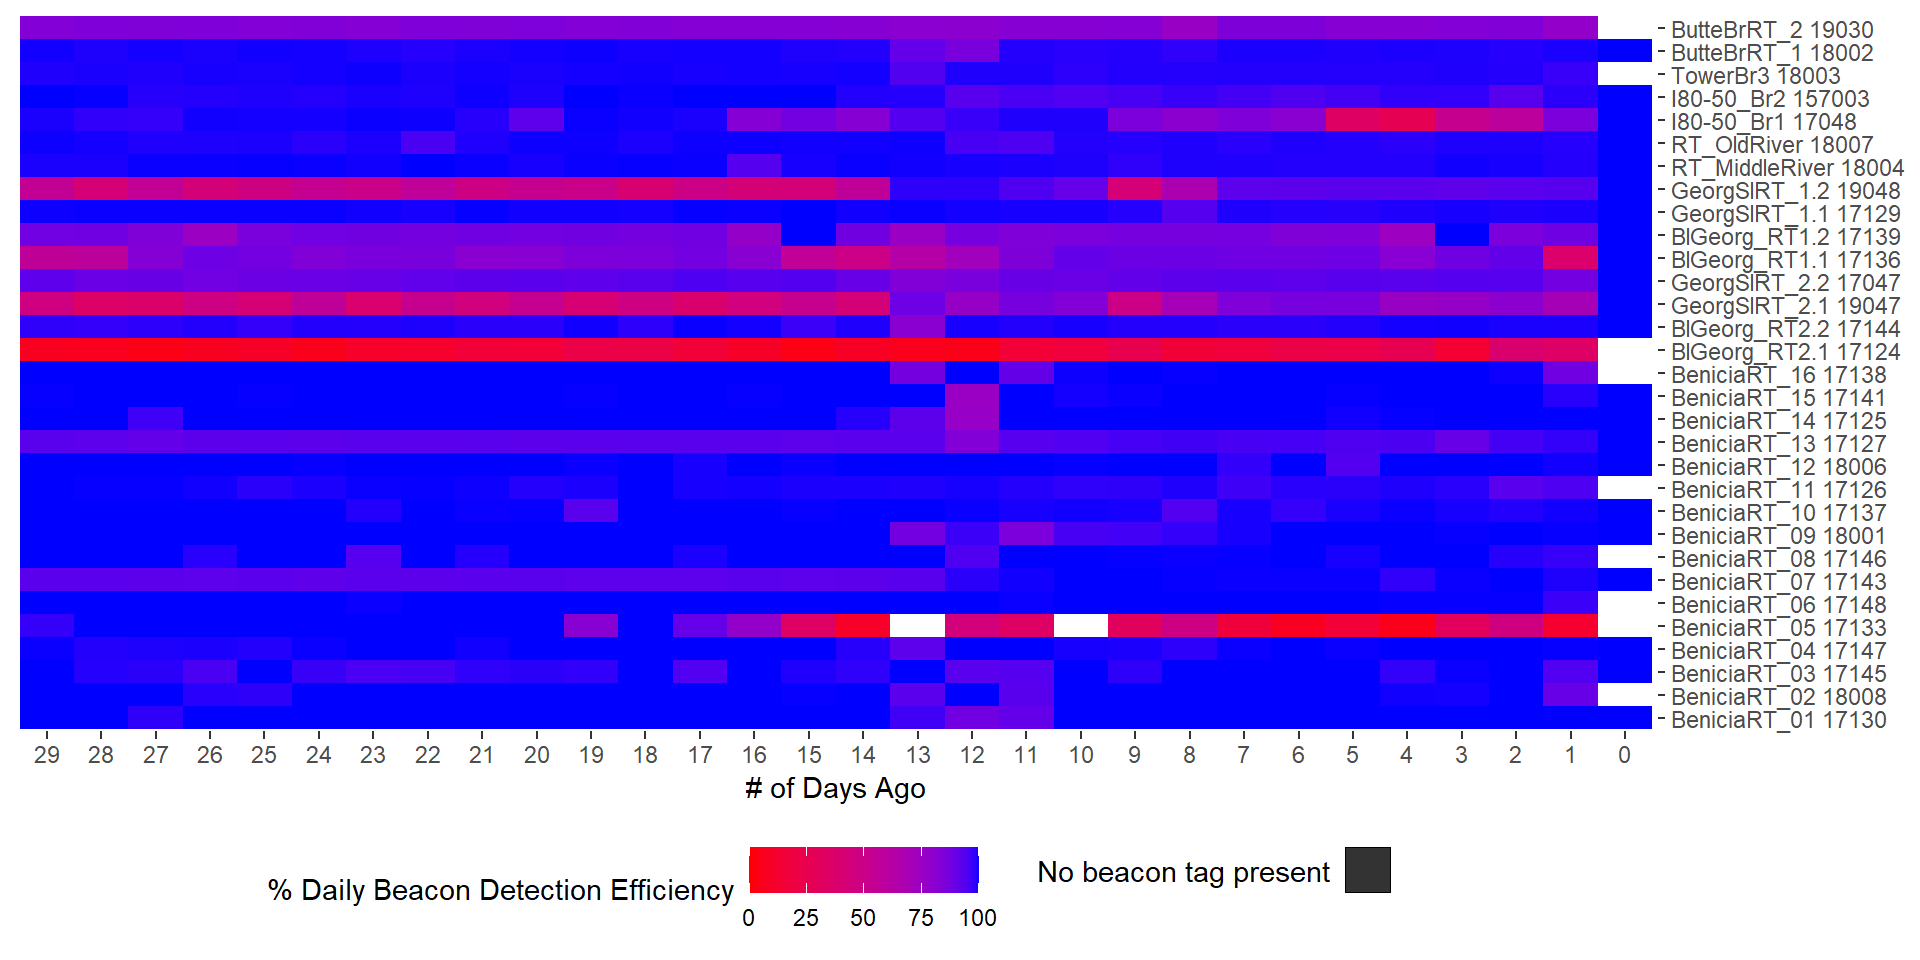 ButteBrRT_2 19030
ButteBrRT_1 18002
TowerBr3 18003
I80-50_Br2 157003
I80-50_Br1 17048
RT_OldRiver 18007
RT_MiddleRiver 18004
GeorgSlRT_1.2 19048
GeorgSlRT_1.1 17129
BlGeorg_RT1.2 17139
BlGeorg_RT1.1 17136
GeorgSlRT_2.2 17047
GeorgSlRT_2.1 19047
BlGeorg_RT2.2 17144
BlGeorg_RT2.1 17124
BeniciaRT_16 17138
BeniciaRT_15 17141
BeniciaRT_14 17125
BeniciaRT_13 17127
BeniciaRT_12 18006
BeniciaRT_11 17126
BeniciaRT_10 17137
BeniciaRT_09 18001
BeniciaRT_08 17146
BeniciaRT_07 17143
BeniciaRT_06 17148
BeniciaRT_05 17133
BeniciaRT_04 17147
BeniciaRT_03 17145
BeniciaRT_02 18008
BeniciaRT_01 17130
29 28 27 26 25 24 23 22 21 20 19 18 17 16 15 14 13 12 11 10 9 8 7 6 5 4 3 2 1 0
# of Days Ago
% Daily Beacon Detection Efficiency
0 25 50 75 100
No beacon tag present